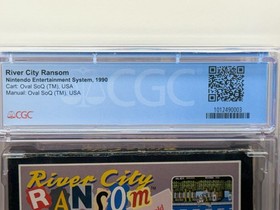 River City Ransom
Nintendo Entertainment System, 1990
Cart: Oval SoQ (TM), USA
Manual: Oval SoQ (TM), USA
CGC
1012490003
CGC
CGC
River City
RANSOM